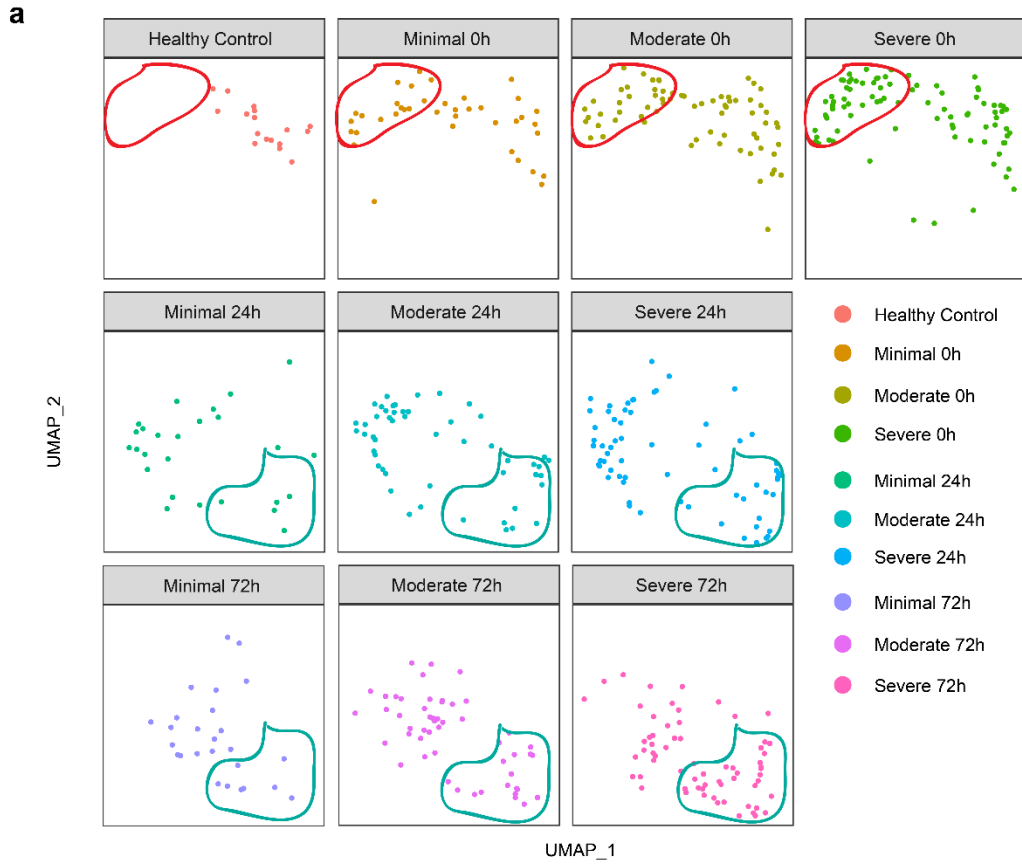 a
Healthy Control
Minimal 0h
Moderate 0h
Severe 0h
Minimal 24h
Moderate 24h
Severe 24h
Minimal 72h
Moderate 72h
Severe 72h
UMAP_2
UMAP_1
Healthy Control
Minimal 0h
Moderate 0h
Severe 0h
Minimal 24h
Moderate 24h
Severe 24h
Minimal 72h
Moderate 72h
Severe 72h